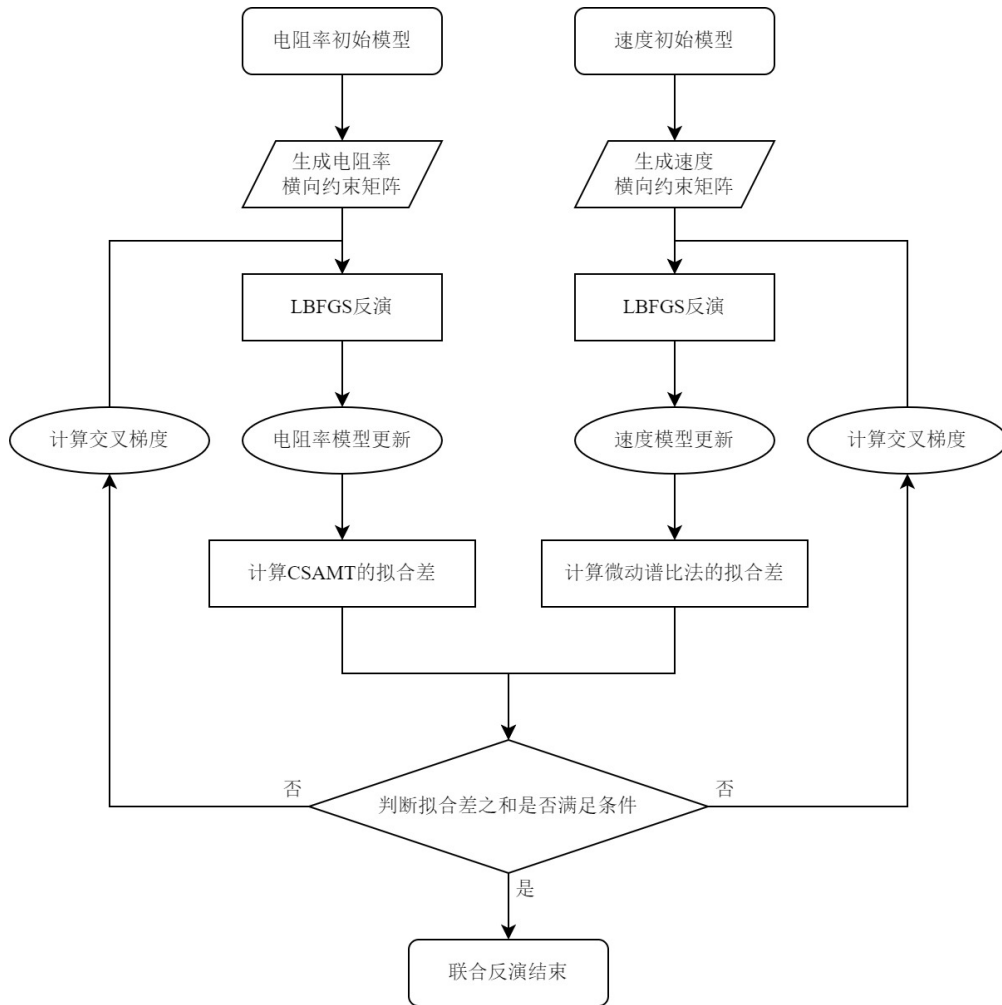 电阻率初始模型
速度初始模型
生成电阻率
横向约束矩阵
生成速度
横向约束矩阵
LBFGS反演
LBFGS反演
计算交叉梯度
电阻率模型更新
速度模型更新
计算交叉梯度
计算CSAMT的拟合差
计算微动谱比法的拟合差
否
判断拟合差之和是否满足条件
否
是
联合反演结束